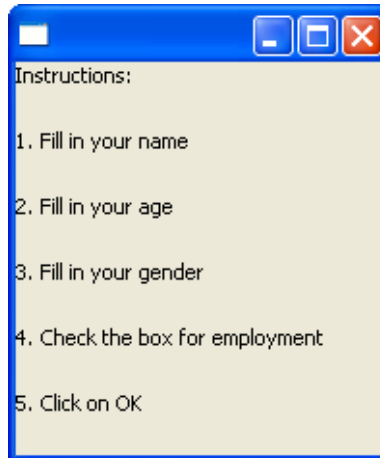 Instructions:
1. Fill in your name
2. Fill in your age
3. Fill in your gender
4. Check the box for employment
5. Click on OK